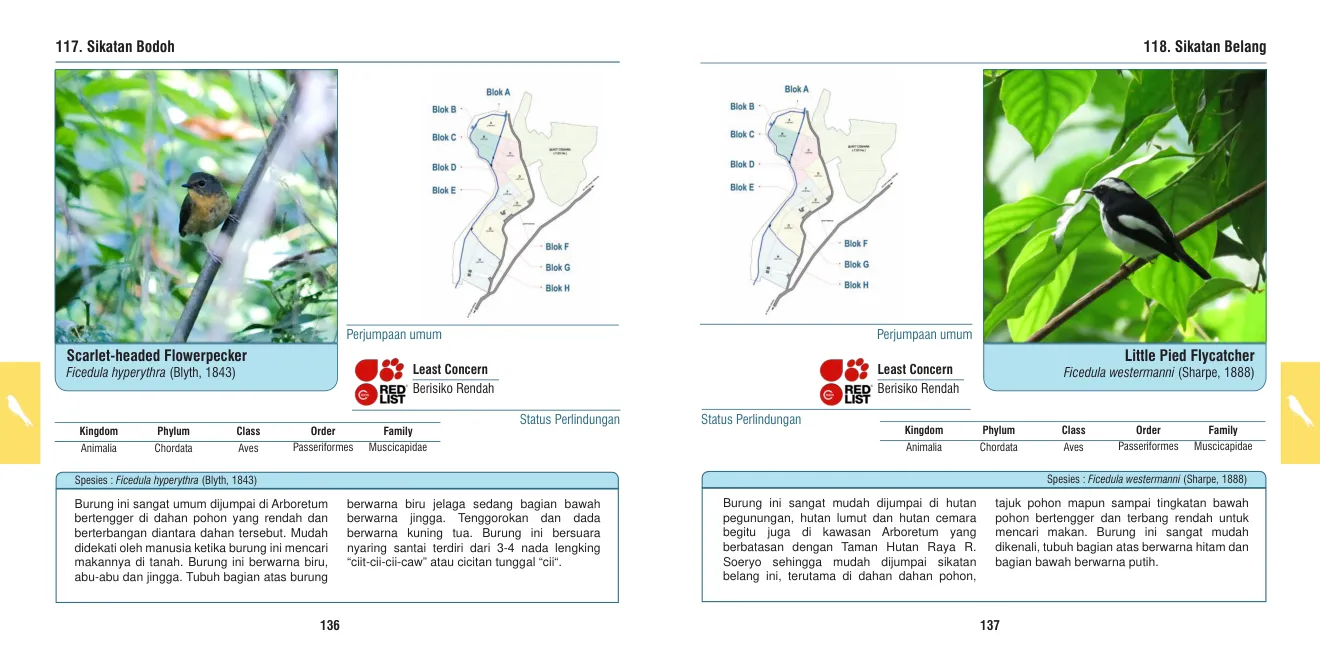 117. Sikatan Bodoh
Blok A
Blok B
Blok C
Blok D
Blok E
Blok F
Blok G
Blok H
Perjumpaan umum
Scarlet-headed Flowerpecker
Ficedula hyperythra (Blyth, 1843)
RED LIST
Least Concern
Berisiko Rendah
Status Perlindungan
Kingdom Phylum Class Order Family
Animalia Chordata Aves Passeriformes Muscicapidae
Spesies : Ficedula hyperythra (Blyth, 1843)
Burung ini sangat umum dijumpai di Arboretum
bertengger di dahan pohon yang rendah dan
berterbangan diantara dahan tersebut. Mudah
didekati oleh manusia ketika burung ini mencari
makannya di tanah. Burung ini berwarna biru,
abu-abu dan jingga. Tubuh bagian atas burung
berwarna biru jelaga sedang bagian bawah
berwarna jingga. Tenggorokan dan dada
berwarna kuning tua. Burung ini bersuara
nyaring santai terdiri dari 3-4 nada lengking
“ciit-cii-cii-caw” atau cicitan tunggal “cii“.
136
118. Sikatan Belang
Blok A
Blok B
Blok C
Blok D
Blok E
Blok F
Blok G
Blok H
Perjumpaan umum
Little Pied Flycatcher
Ficedula westermanni (Sharpe, 1888)
RED LIST
Least Concern
Berisiko Rendah
Status Perlindungan
Kingdom Phylum Class Order Family
Animalia Chordata Aves Passeriformes Muscicapidae
Spesies : Ficedula westermanni (Sharpe, 1888)
Burung ini sangat mudah dijumpai di hutan
pegunungan, hutan lumut dan hutan cemara
begitu juga di kawasan Arboretum yang
berbatasan dengan Taman Hutan Raya R.
Soeryo sehingga mudah dijumpai sikatan
belang ini, terutama di dahan dahan pohon,
tajuk pohon mapun sampai tingkatan bawah
pohon bertengger dan terbang rendah untuk
mencari makan. Burung ini sangat mudah
dikenali, tubuh bagian atas berwarna hitam dan
bagian bawah berwarna putih.
137